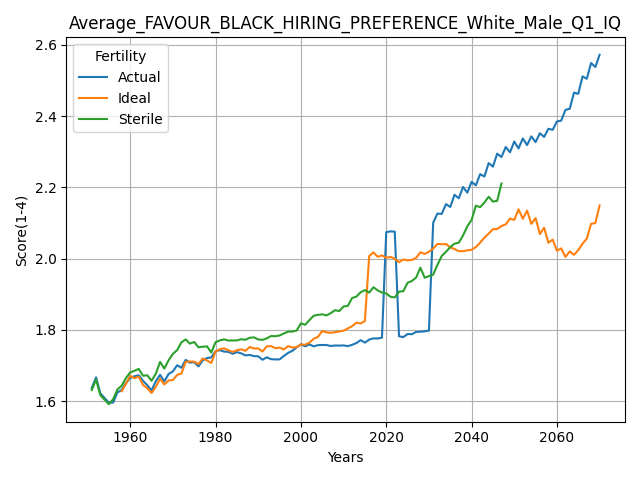 Average_FAVOUR_BLACK_HIRING_PREFERENCE_White_Male_Q1_IQ
Fertility
Actual
Ideal
Sterile
Score(1-4)
2.6
2.4
2.2
2.0
1.8
1.6
1960
1980
2000
2020
2040
2060
Years